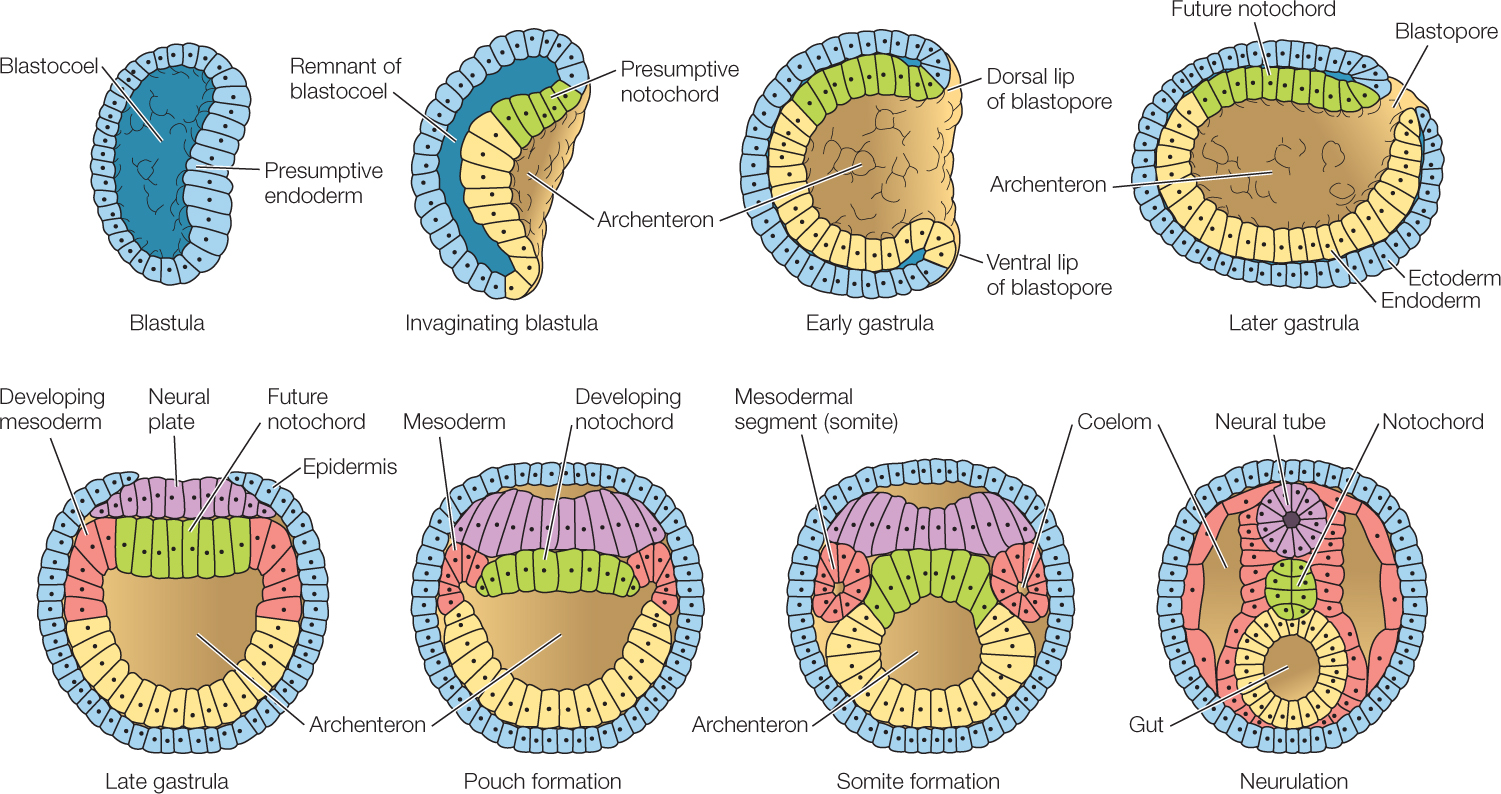 Blastocoel
Presumptive
endoderm
Blastula
Remnant of
blastocoel
Presumptive
notochord
Archenteron
Invaginating blastula
Dorsal lip
of blastopore
Ventral lip
of blastopore
Early gastrula
Future notochord
Blastopore
Archenteron
Ectoderm
Endoderm
Later gastrula
Developing
mesoderm
Neural
plate
Future
notochord
Epidermis
Archenteron
Late gastrula
Mesoderm
Developing
notochord
Pouch formation
Mesodermal
segment (somite)
Coelom
Archenteron
Somite formation
Neural tube
Notochord
Gut
Neurulation